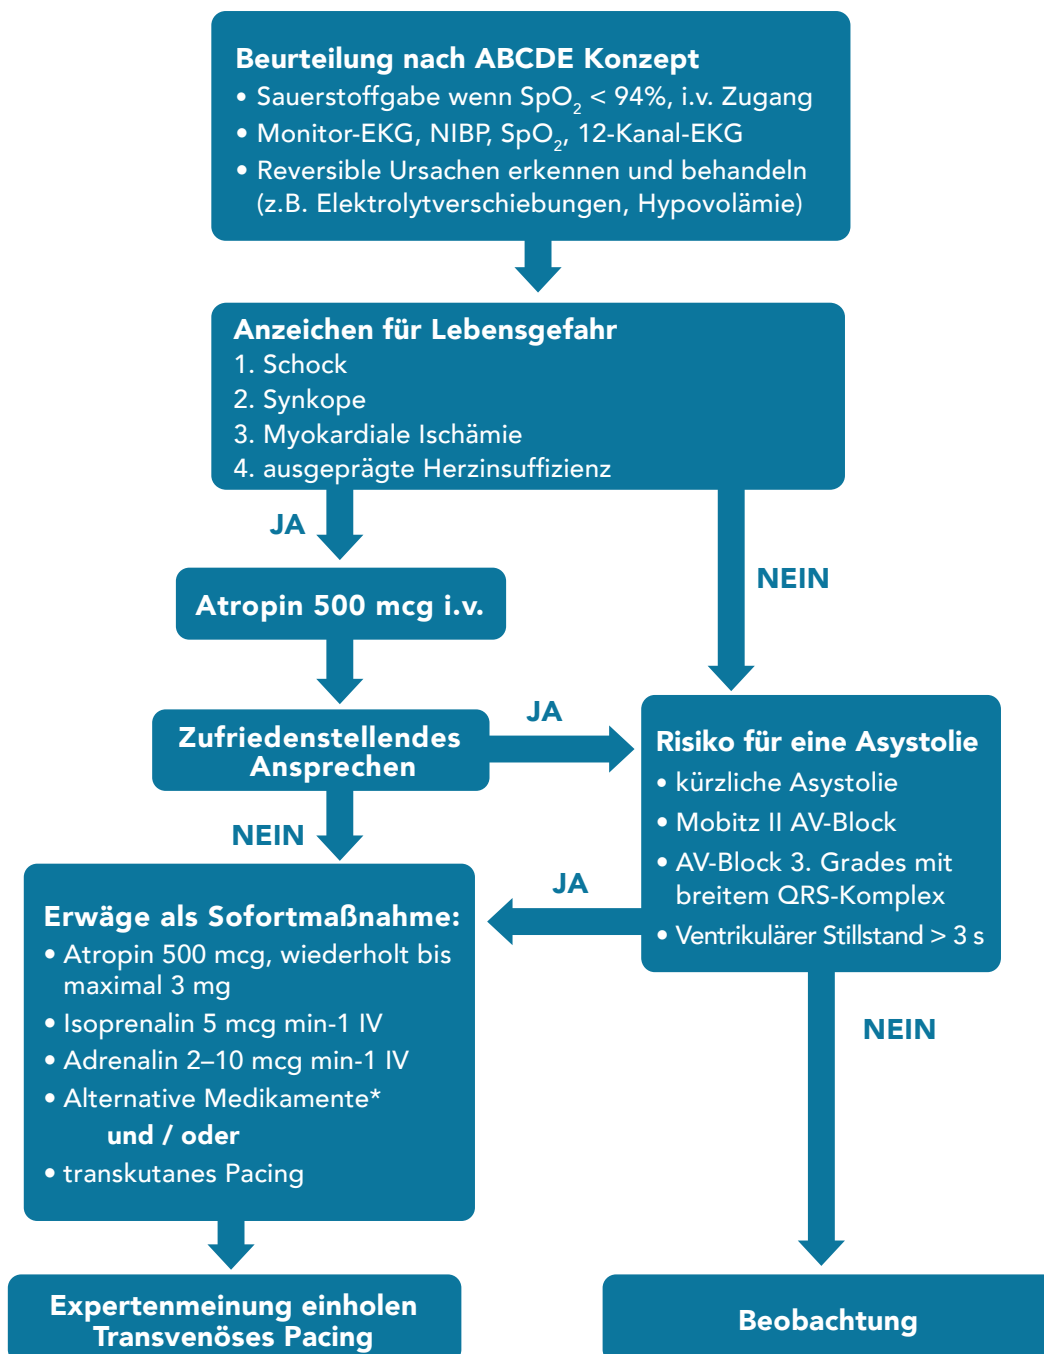 Beurteilung nach ABCDE Konzept
• Sauerstoffgabe wenn SpO₂ < 94%, i.v. Zugang
• Monitor-EKG, NIBP, SpO₂, 12-Kanal-EKG
• Reversible Ursachen erkennen und behandeln
(z.B. Elektrolytverschiebungen, Hypovolämie)
Anzeichen für Lebensgefahr
1. Schock
2. Synkope
3. Myokardiale Ischämie
4. ausgeprägte Herzinsuffizienz
JA
NEIN
Atropin 500 mcg i.v.
Zufriedenstellendes
Ansprechen
JA
NEIN
Risiko für eine Asystolie
• kürzliche Asystolie
• Mobitz II AV-Block
• AV-Block 3. Grades mit
breitem QRS-Komplex
• Ventrikulärer Stillstand > 3 s
JA
NEIN
Erwäge als Sofortmaßnahme:
• Atropin 500 mcg, wiederholt bis
maximal 3 mg
• Isoprenalin 5 mcg min-1 IV
• Adrenalin 2–10 mcg min-1 IV
• Alternative Medikamente*
und / oder
• transkutanes Pacing
Expertenmeinung einholen
Transvenöses Pacing
Beobachtung